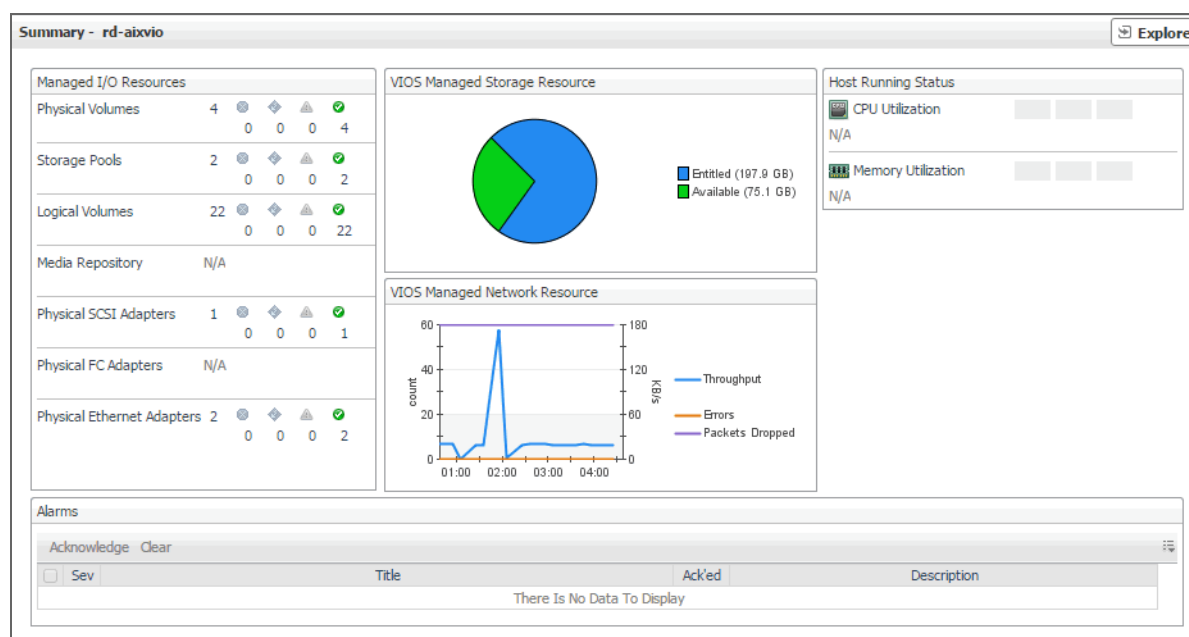 Summary - rd-aixvio
Explore
Managed I/O Resources
Physical Volumes 4
0 0 0 4
Storage Pools 2
0 0 0 2
Logical Volumes 22
0 0 0 22
Media Repository N/A
Physical SCSI Adapters 1
0 0 0 1
Physical FC Adapters N/A
Physical Ethernet Adapters 2
0 0 0 2
VIOS Managed Storage Resource
Entitled (197.9 GB)
Available (75.1 GB)
VIOS Managed Network Resource
60 180
40 120
20 60
0 0
count
KB/s
01:00 02:00 03:00 04:00
Throughput
Errors
Packets Dropped
Host Running Status
CPU Utilization
N/A
Memory Utilization
N/A
Alarms
Acknowledge Clear
Sev Title Ack'ed Description
There Is No Data To Display